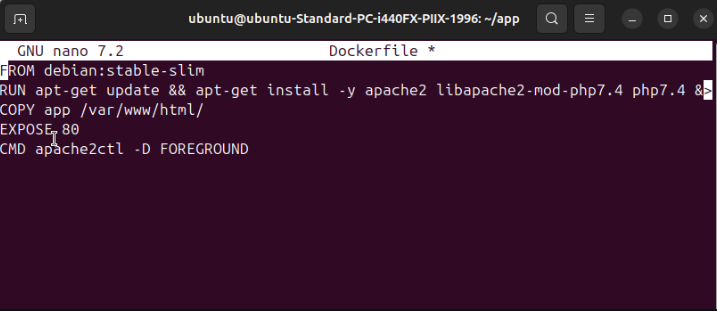 ubuntu@ubuntu-Standard-PC-i440FX-PIIX-1996: ~/app
GNU nano 7.2 Dockerfile *
FROM debian:stable-slim
RUN apt-get update && apt-get install -y apache2 libapache2-mod-php7.4 php7.4 &>
COPY app /var/www/html/
EXPOSE 80
CMD apache2ctl -D FOREGROUND